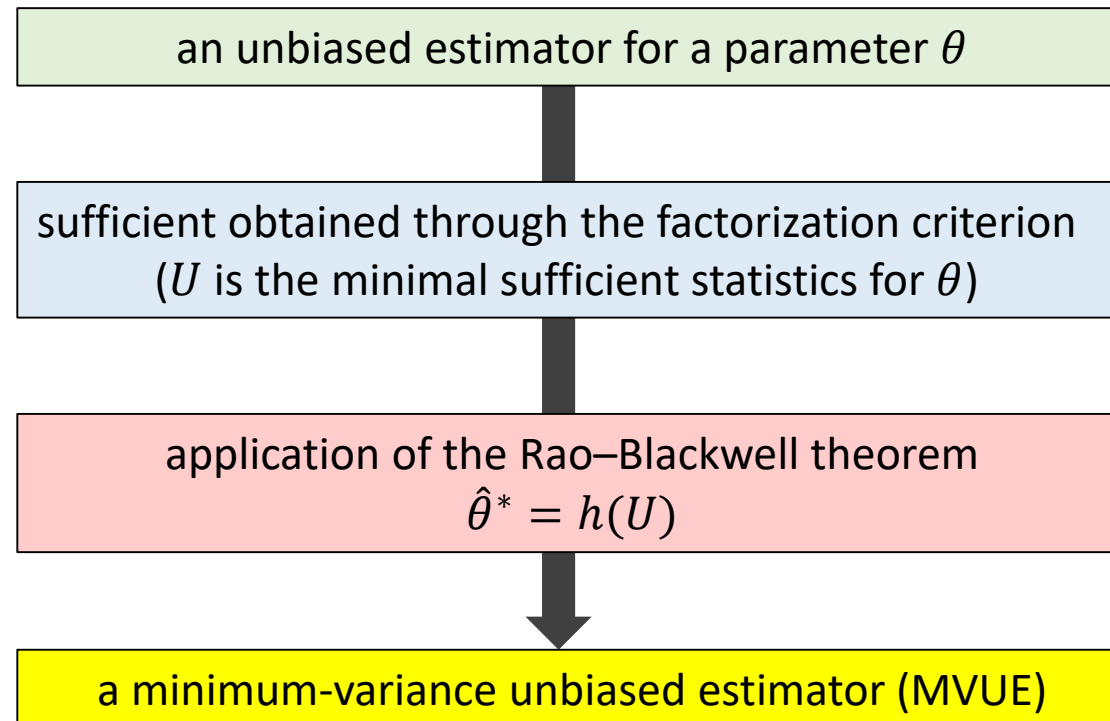 an unbiased estimator for a parameter θ
sufficient obtained through the factorization criterion
(U is the minimal sufficient statistics for θ)
application of the Rao–Blackwell theorem
θ̂* = h(U)
a minimum-variance unbiased estimator (MVUE)